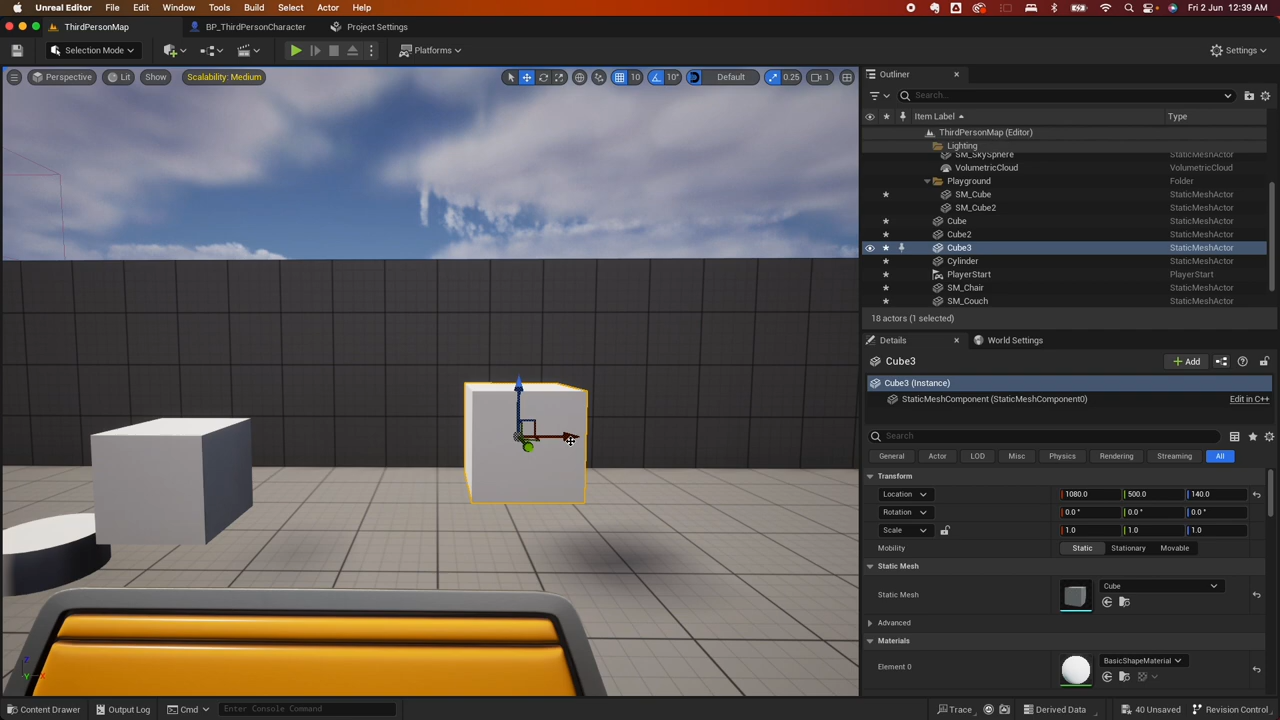 Unreal Editor File Edit Window Tools Build Select Actor Help Fri 2 Jun 12:39 AM
ThirdPersonMap BP_ThirdPersonCharacter Project Settings
Selection Mode Platforms Settings
Perspective Lit Show Scalability: Medium 10 10° Default 0.25 1
Outliner
Search...
Item Label Type
ThirdPersonMap (Editor)
Lighting
SM_SkySphere StaticMeshActor
VolumetricCloud VolumetricCloud
Playground Folder
SM_Cube StaticMeshActor
SM_Cube2 StaticMeshActor
Cube StaticMeshActor
Cube2 StaticMeshActor
Cube3 StaticMeshActor
Cylinder StaticMeshActor
PlayerStart PlayerStart
SM_Chair StaticMeshActor
SM_Couch StaticMeshActor
18 actors (1 selected)
Details World Settings
Cube3 Add
Cube3 (Instance)
StaticMeshComponent (StaticMeshComponent0) Edit in C++
Search
General Actor LOD Misc Physics Rendering Streaming All
Transform
Location 1080.0 500.0 140.0
Rotation 0.0 ° 0.0 ° 0.0 °
Scale 1.0 1.0 1.0
Mobility Static Stationary Movable
Static Mesh
Static Mesh Cube
Advanced
Materials
Element 0 BasicShapeMaterial
Z
Y X
Content Drawer Output Log Cmd Enter Console Command Trace Derived Data 40 Unsaved Revision Control